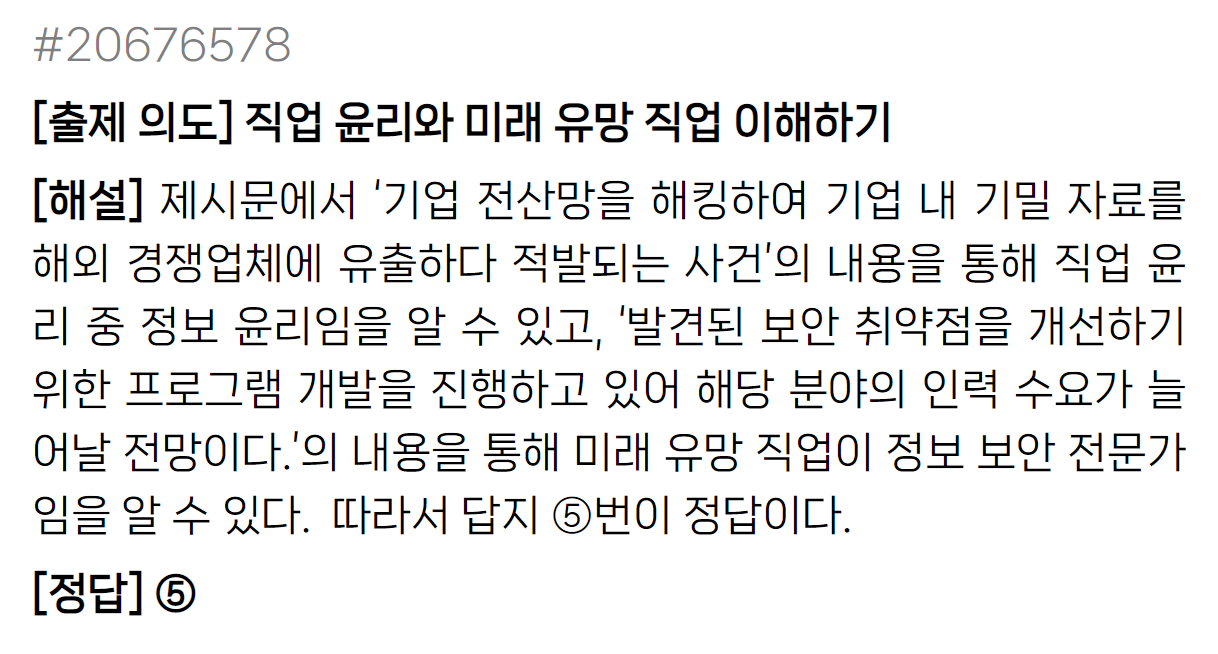 #20676578
[출제 의도] 직업 윤리와 미래 유망 직업 이해하기
[해설] 제시문에서 '기업 전산망을 해킹하여 기업 내 기밀 자료를
해외 경쟁업체에 유출하다 적발되는 사건'의 내용을 통해 직업 윤
리 중 정보 윤리임을 알 수 있고, '발견된 보안 취약점을 개선하기
위한 프로그램 개발을 진행하고 있어 해당 분야의 인력 수요가 늘
어날 전망이다.'의 내용을 통해 미래 유망 직업이 정보 보안 전문가
임을 알 수 있다. 따라서 답지 ⑤번이 정답이다.
[정답] ⑤